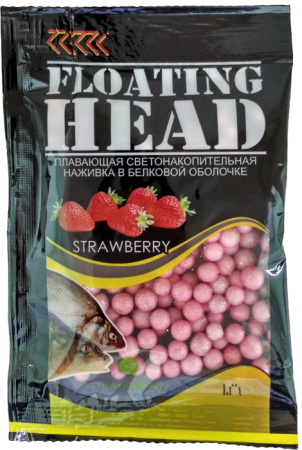 FLOATING
HEAD
ПЛАВАЮЩАЯ СВЕТОНАКОПИТЕЛЬНАЯ
НАЖИВКА В БЕЛКОВОЙ ОБОЛОЧКЕ
STRAWBERRY